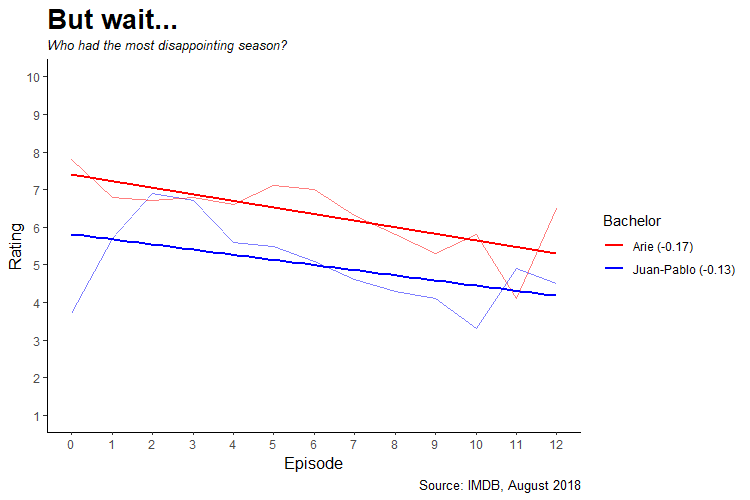 But wait...
Who had the most disappointing season?
Rating
10
9
8
7
6
5
4
3
2
1
0 1 2 3 4 5 6 7 8 9 10 11 12
Episode
Bachelor
Arie (-0.17)
Juan-Pablo (-0.13)
Source: IMDB, August 2018